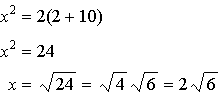 x² = 2(2 + 10)
x² = 24
x = √24 = √4 √6 = 2√6